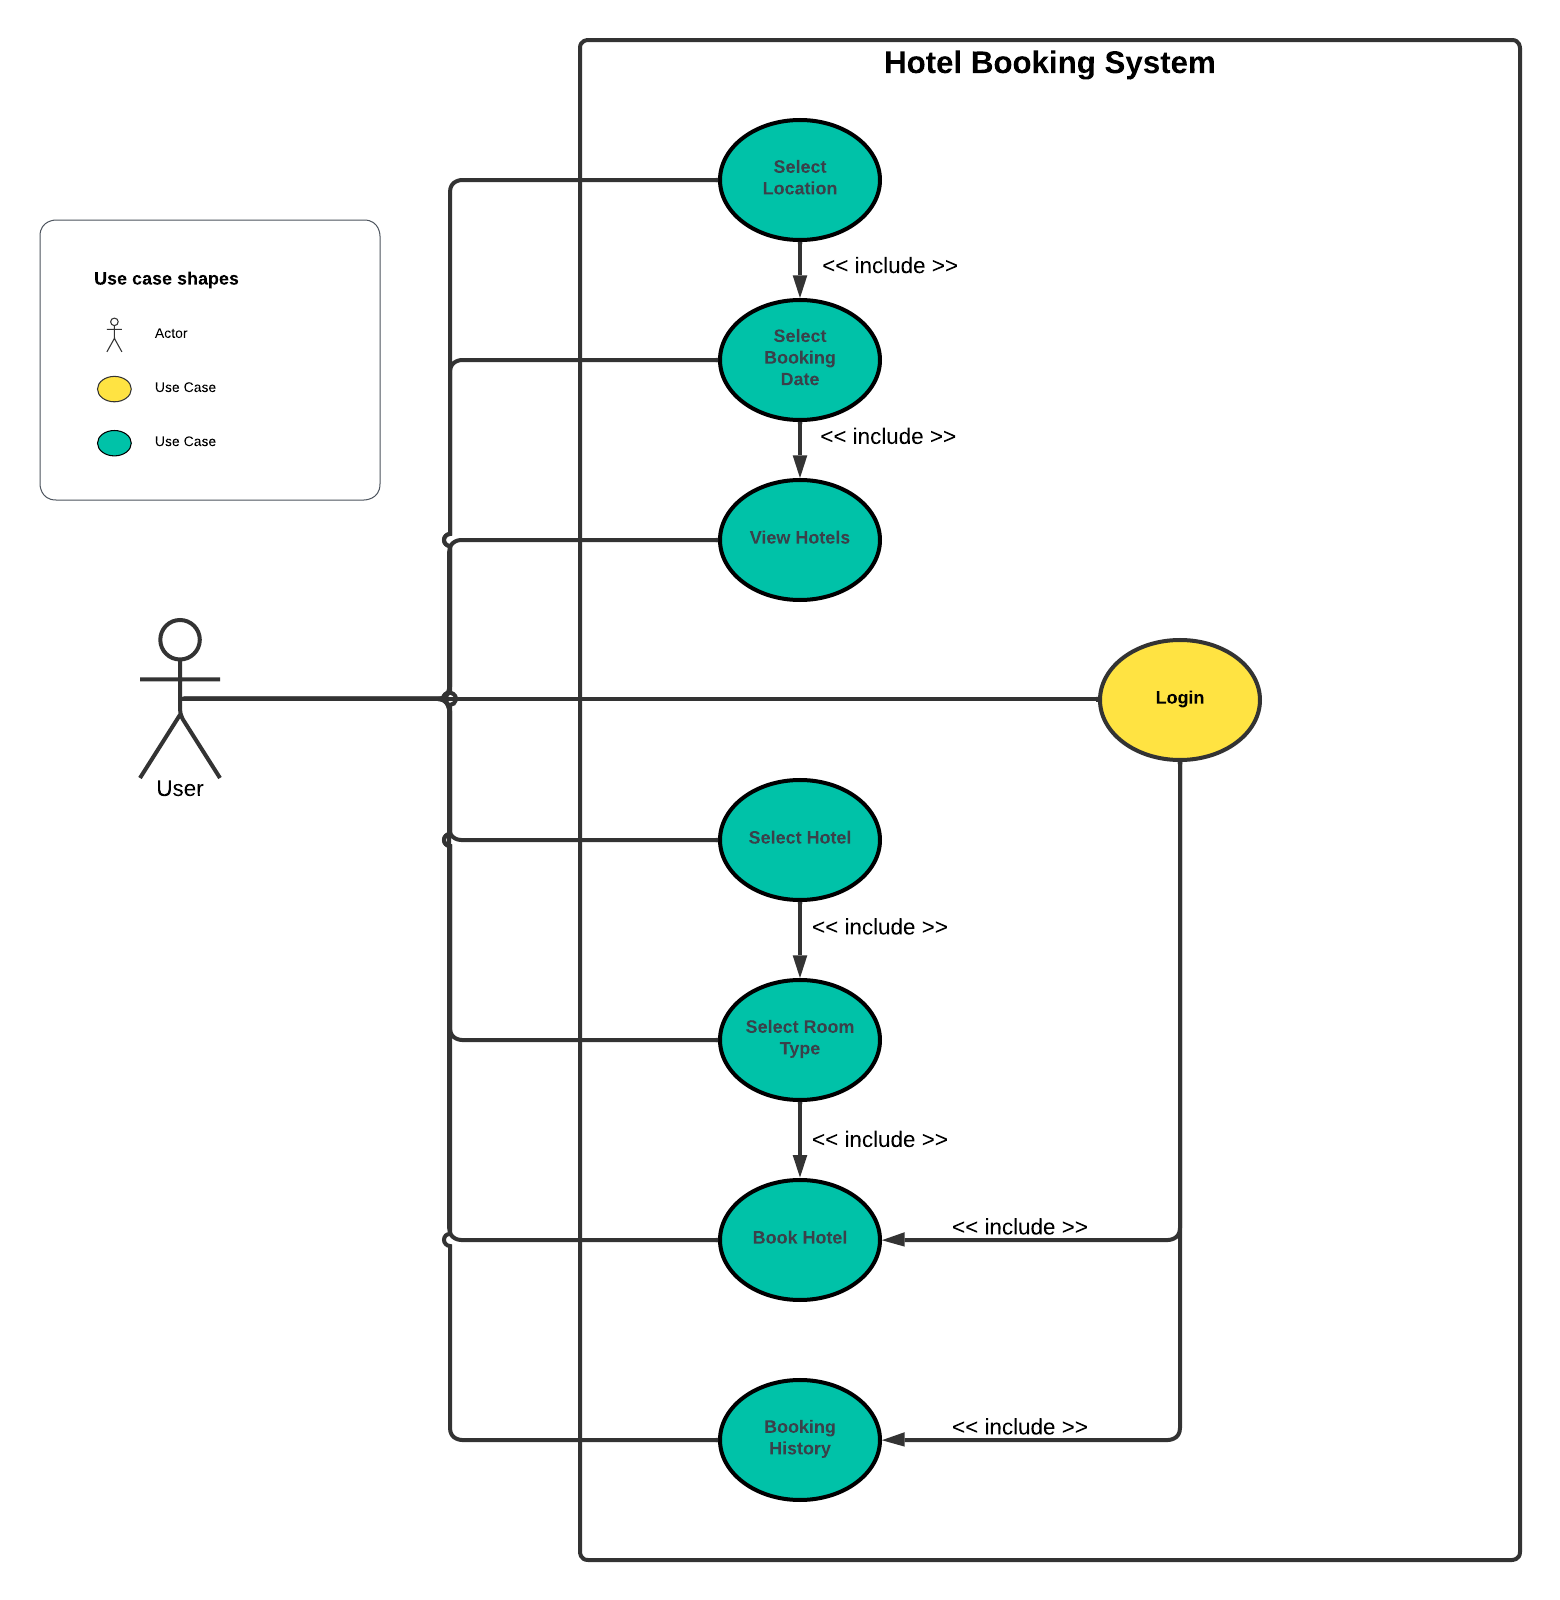 Hotel Booking System
Select
Location
<< include >>
Use case shapes
Actor
Use Case
Use Case
Select
Booking
Date
<< include >>
View Hotels
User
Login
Select Hotel
<< include >>
Select Room
Type
<< include >>
Book Hotel
<< include >>
Booking
History
<< include >>